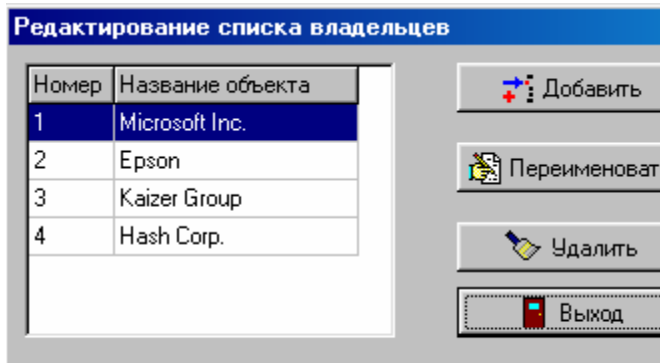 Редактирование списка владельцев
Номер Название объекта
1 Microsoft Inc.
2 Epson
3 Kaizer Group
4 Hash Corp.
Добавить
Переименоват
Удалить
Выход